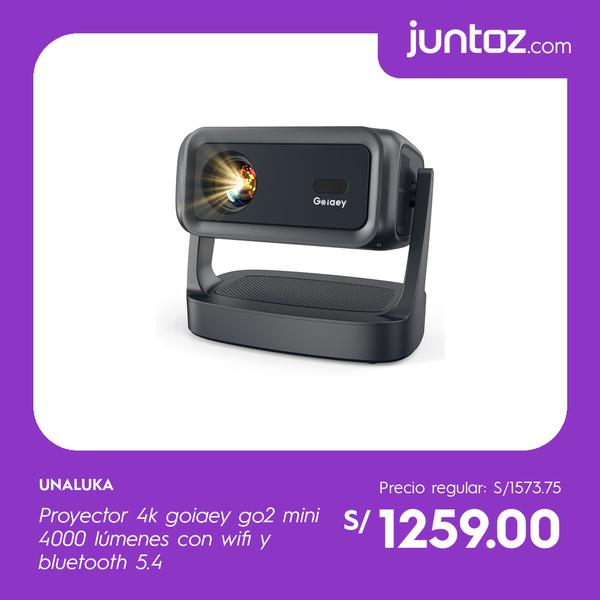 juntoz.com
Goiaey
UNALUKA
Proyector 4k goiaey go2 mini
4000 lúmenes con wifi y
bluetooth 5.4
Precio regular: S/1573.75
S/1259.00